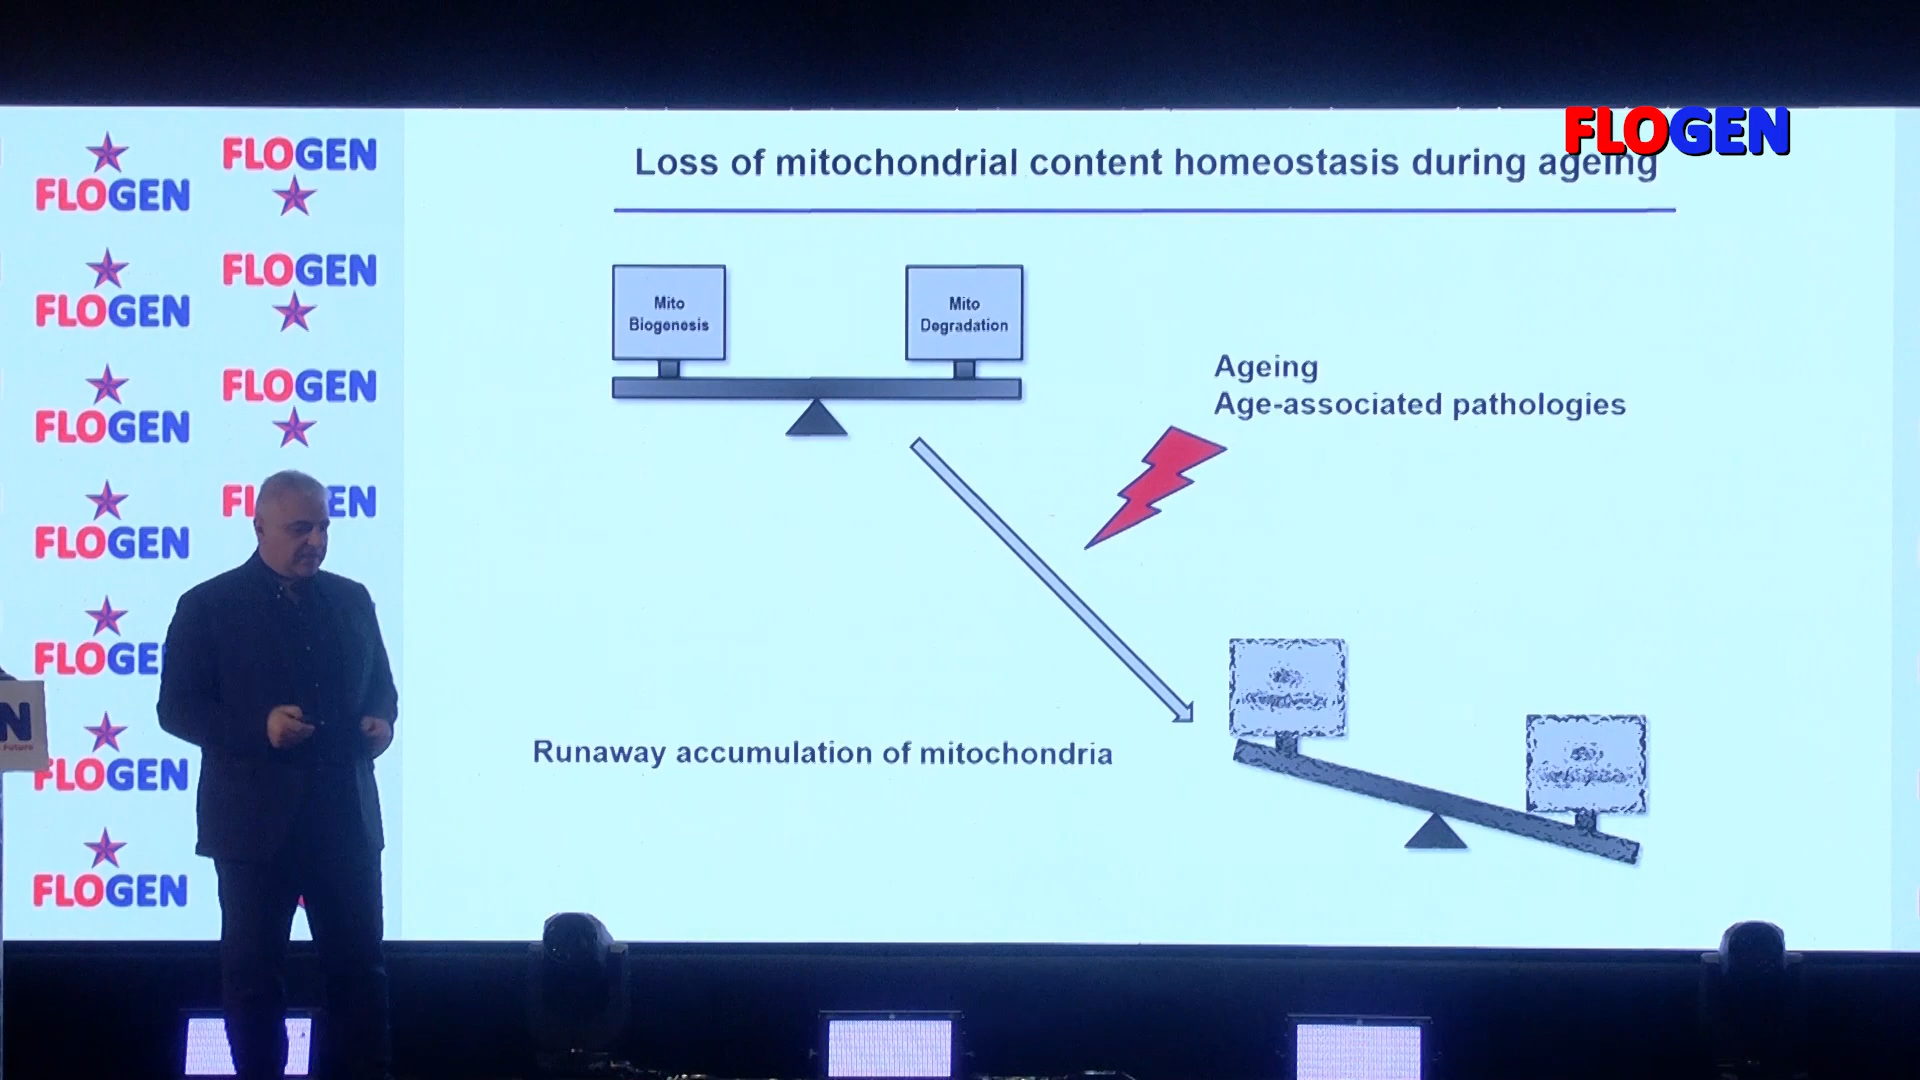 FLOGEN
Loss of mitochondrial content homeostasis during ageing
Mito
Biogenesis
Mito
Degradation
Ageing
Age-associated pathologies
Runaway accumulation of mitochondria
FLOGEN
FLOGEN
FLOGEN
FLOGEN
FLOGEN
FLOGEN
FLOGEN
FLOGEN
FLOGEN
FLOGEN